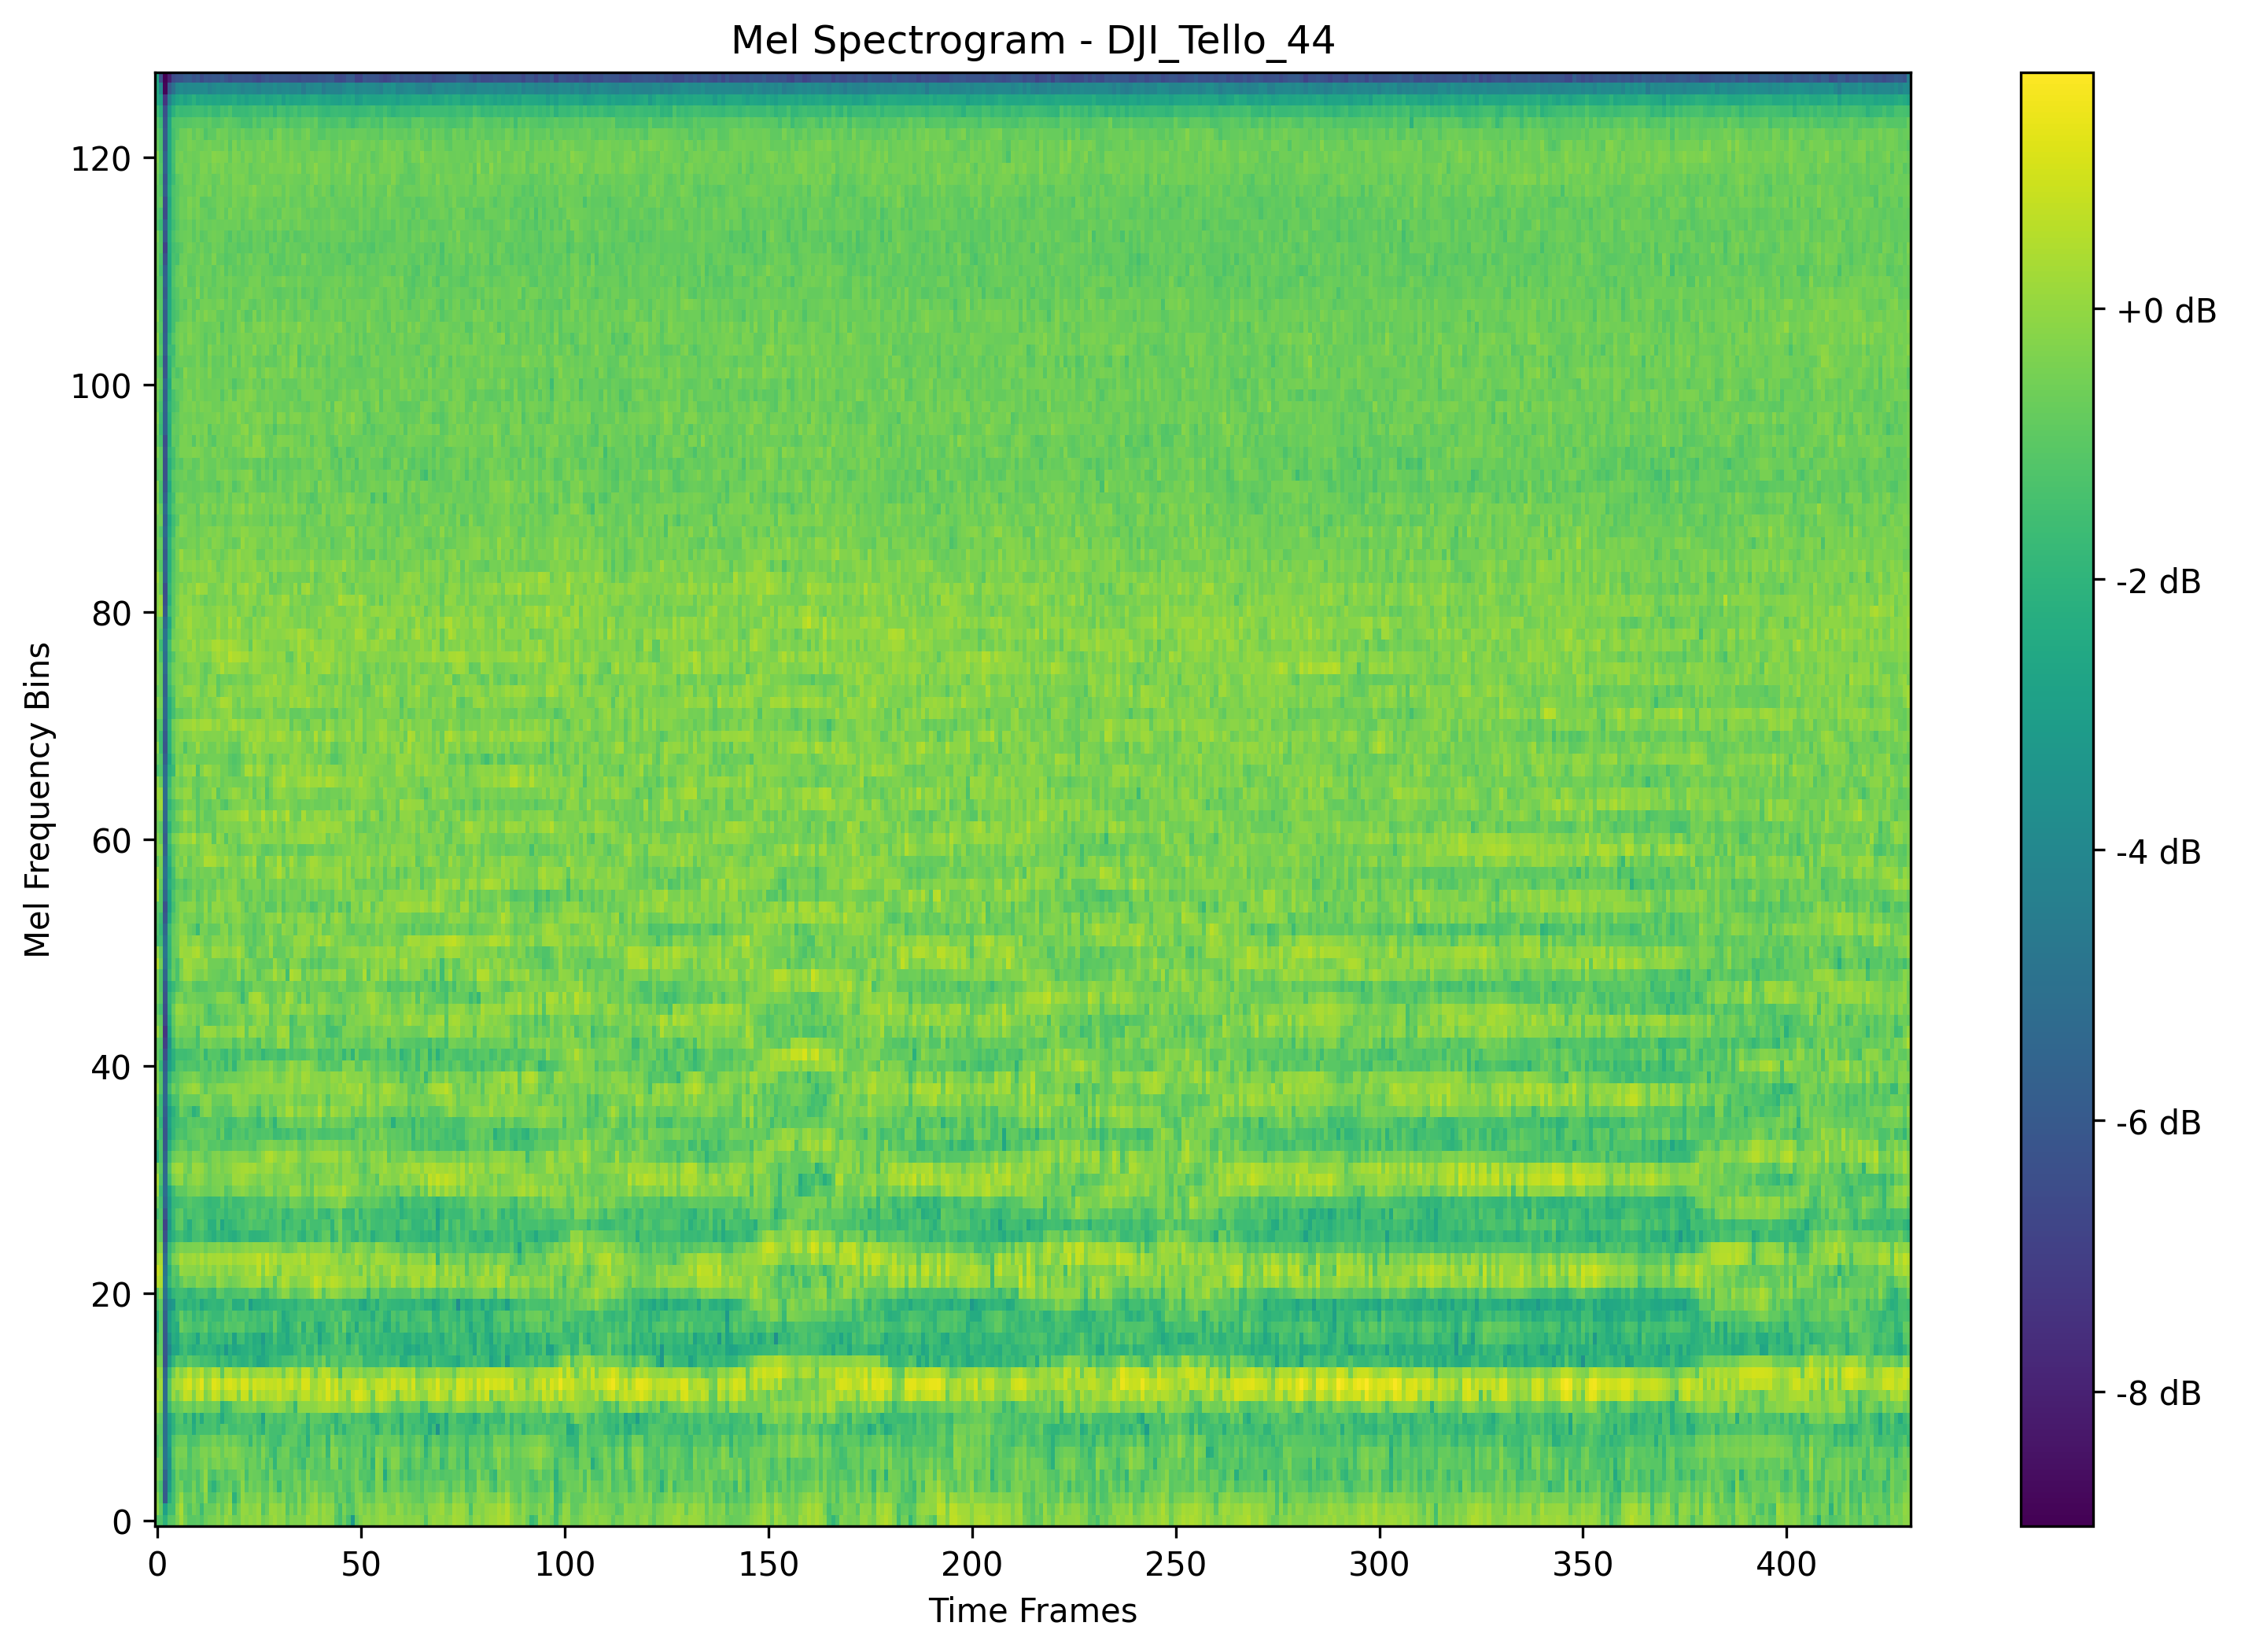 Mel Spectrogram - DJI_Tello_44
120
100
80
60
40
20
0
Mel Frequency Bins
0 50 100 150 200 250 300 350 400
Time Frames
+0 dB
-2 dB
-4 dB
-6 dB
-8 dB